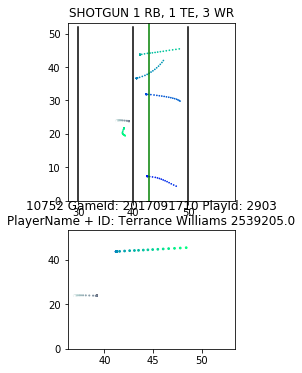 SHOTGUN 1 RB, 1 TE, 3 WR
50
40
30
20
10
0
30 40 50
10752 GameId: 2017091710 PlayId: 2903
PlayerName + ID: Terrance Williams 2539205.0
40
20
0
40 45 50